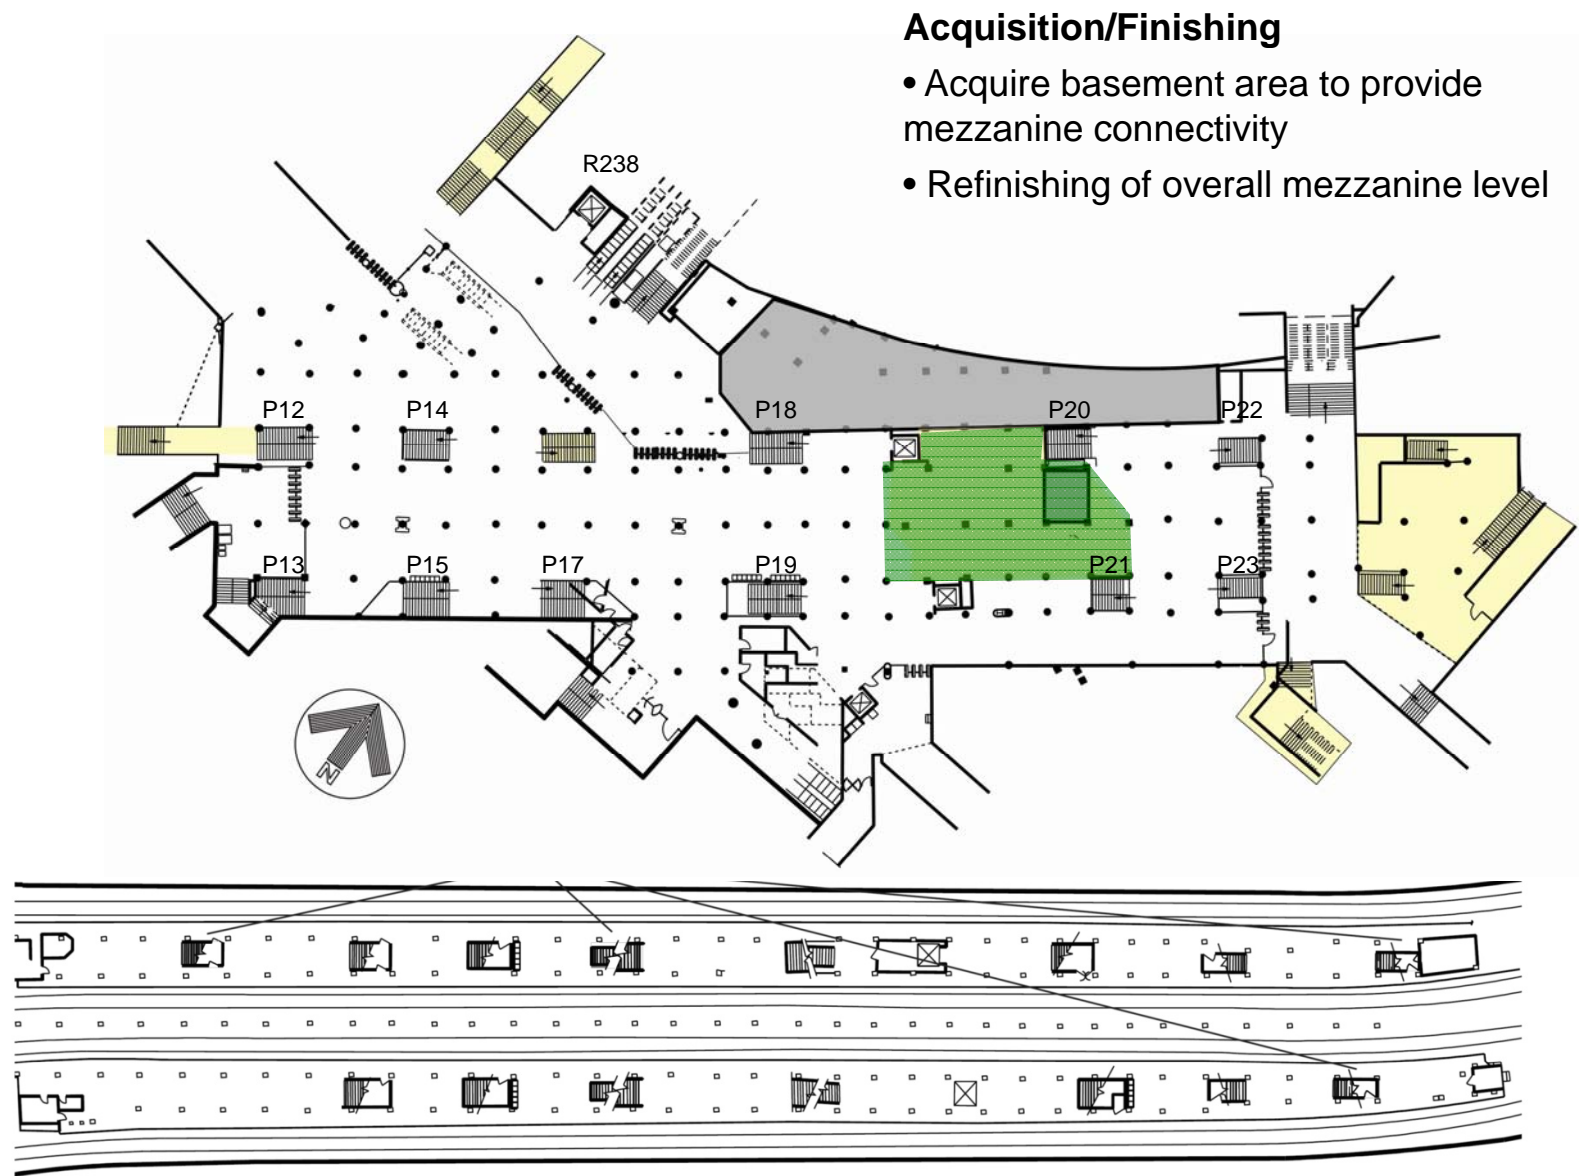 Acquisition/Finishing
• Acquire basement area to provide
mezzanine connectivity
• Refinishing of overall mezzanine level
R238
P12
P14
P18
P20
P22
P13
P15
P17
P19
P21
P23
N